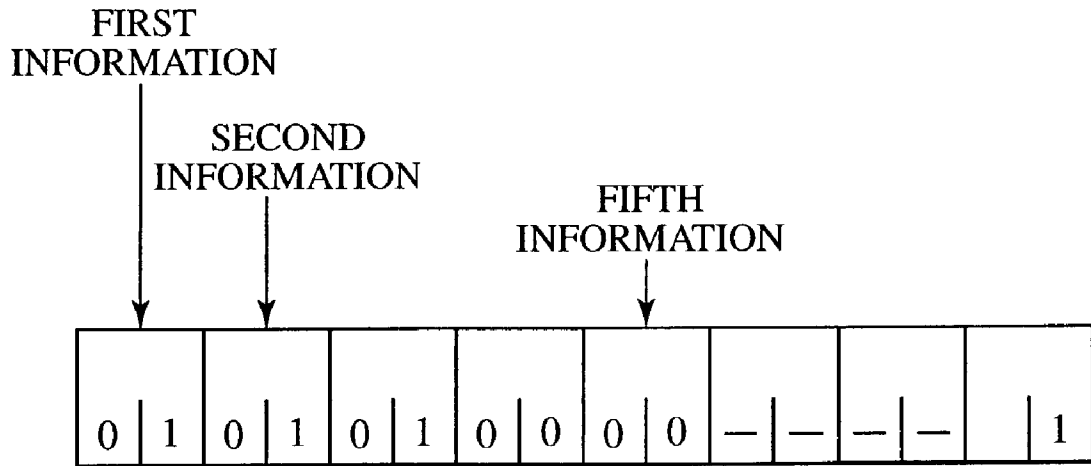 FIRST
INFORMATION
SECOND
INFORMATION
FIFTH
INFORMATION
0 1 0 1 0 1 0 0 0 0 — — — — 1